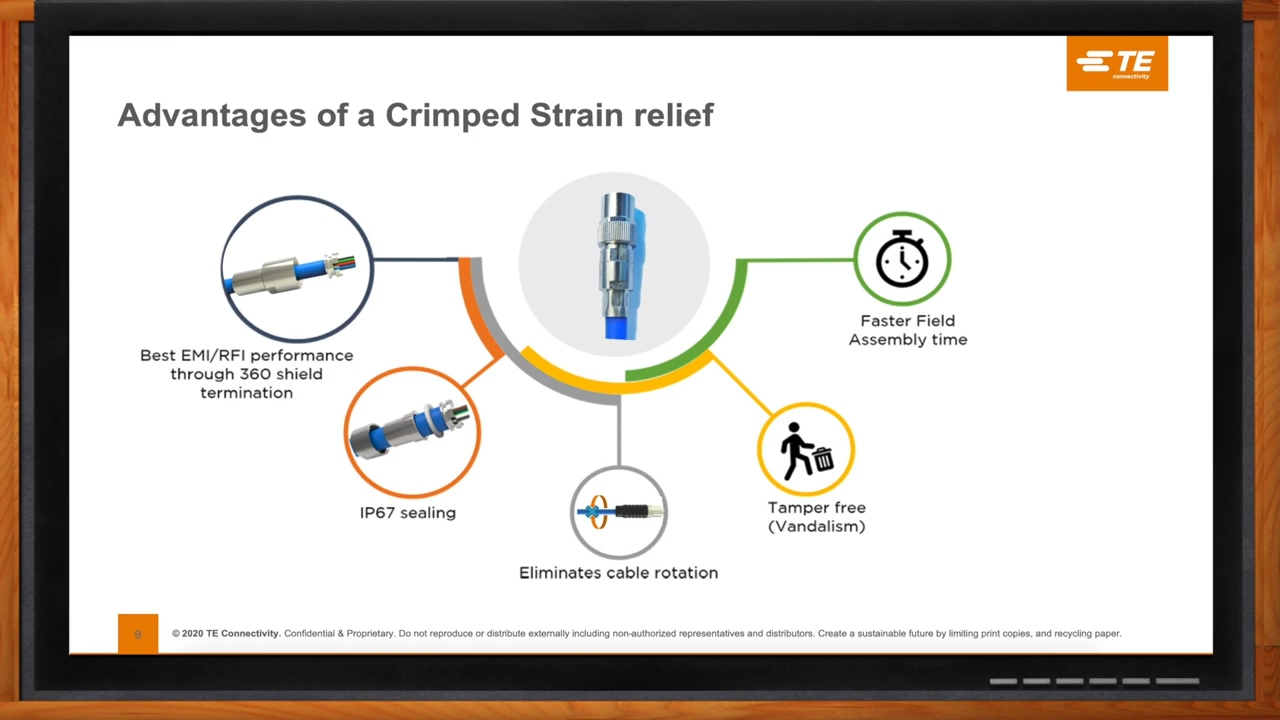 TE
connectivity
Advantages of a Crimped Strain relief
Best EMI/RFI performance
through 360 shield
termination
IP67 sealing
Eliminates cable rotation
Tamper free
(Vandalism)
Faster Field
Assembly time
9
© 2020 TE Connectivity. Confidential & Proprietary. Do not reproduce or distribute externally including non-authorized representatives and distributors. Create a sustainable future by limiting print copies, and recycling paper.